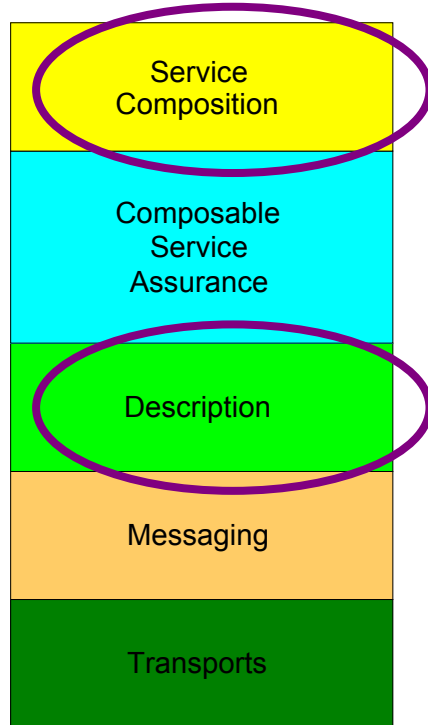 Service
Composition
Composable
Service
Assurance
Description
Messaging
Transports